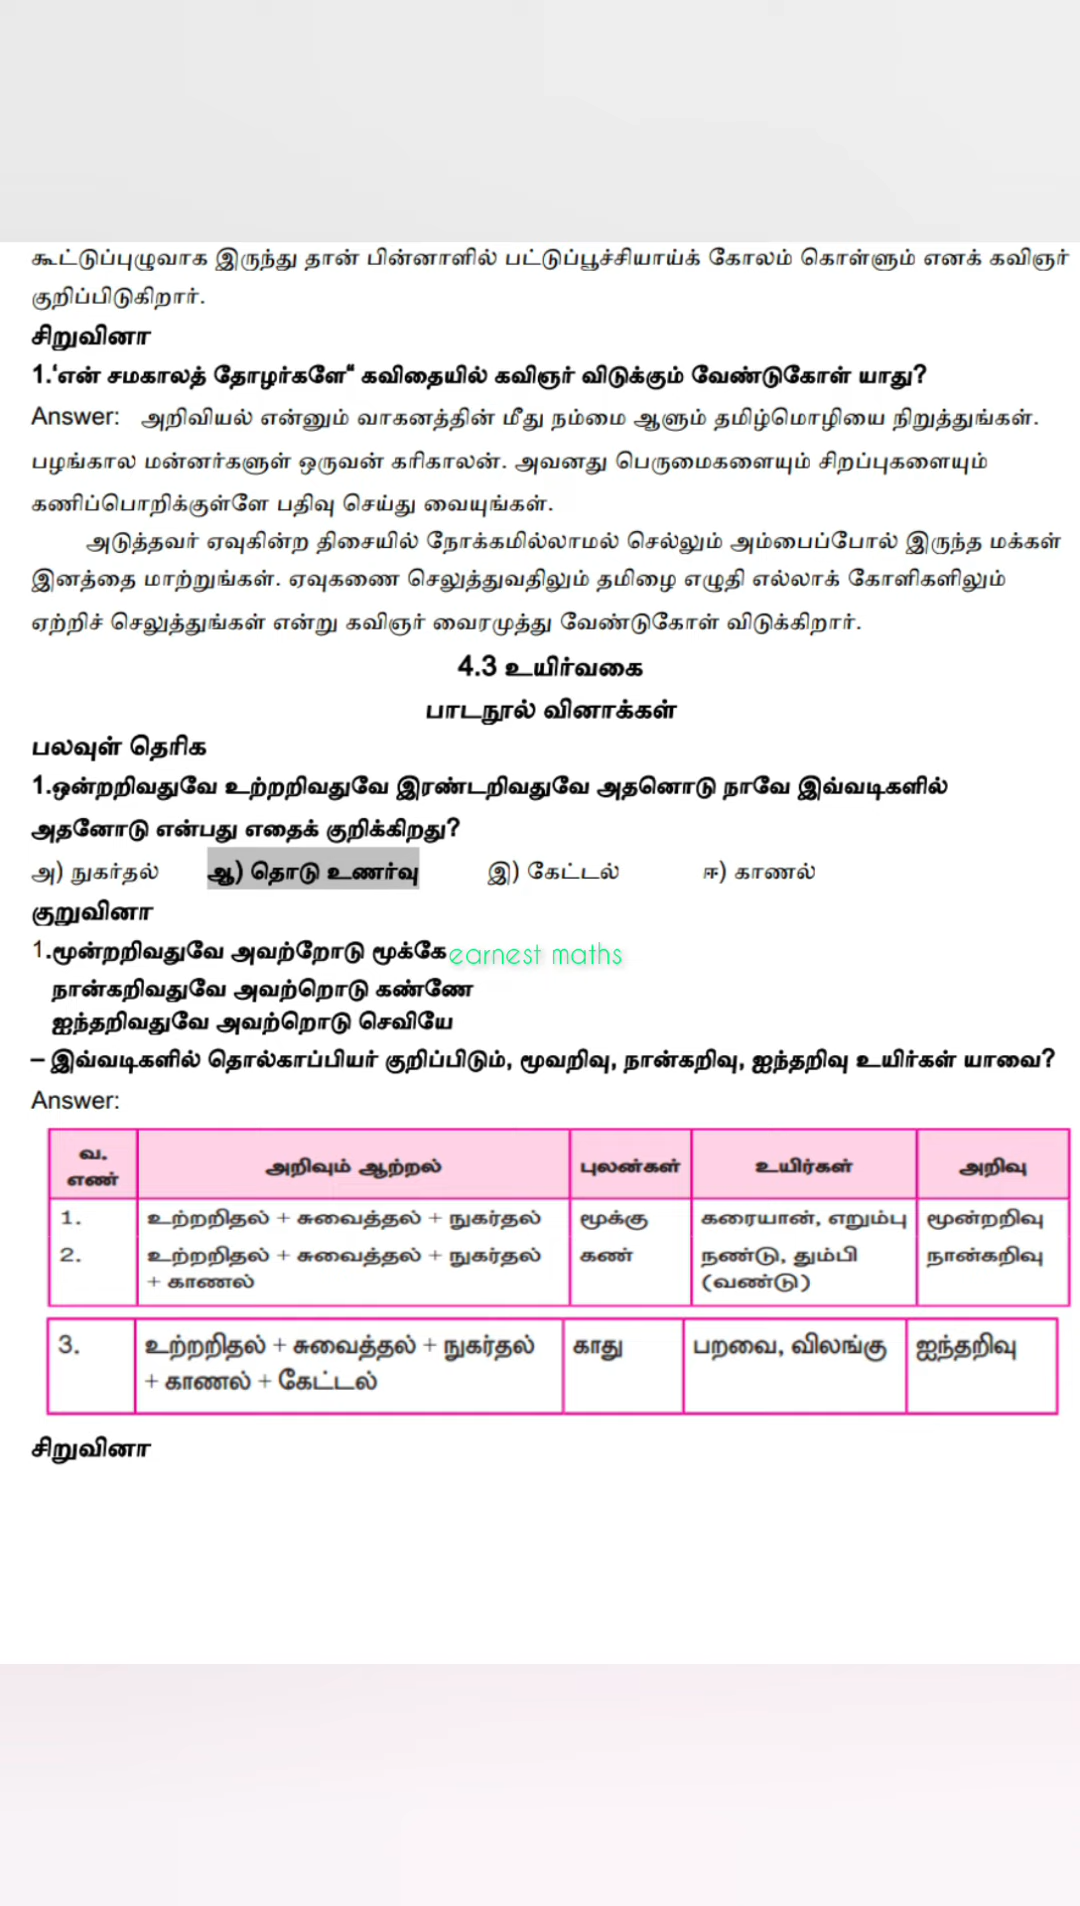 கூட்டுப்புழுவாக இருந்து தான் பின்னாளில் பட்டுப்பூச்சியாய்க் கோலம் கொள்ளும் எனக் கவிஞர்
குறிப்பிடுகிறார்.
சிறுவினா
1.‘என் சமகாலத் தோழர்களே“ கவிதையில் கவிஞர் விடுக்கும் வேண்டுகோள் யாது?
Answer: அறிவியல் என்னும் வாகனத்தின் மீது நம்மை ஆளும் தமிழ்மொழியை நிறுத்துங்கள்.
பழங்கால மன்னர்களுள் ஒருவன் கரிகாலன். அவனது பெருமைகளையும் சிறப்புகளையும்
கணிப்பொறிக்குள்ளே பதிவு செய்து வையுங்கள்.
அடுத்தவர் ஏவுகின்ற திசையில் நோக்கமில்லாமல் செல்லும் அம்பைப்போல் இருந்த மக்கள்
இனத்தை மாற்றுங்கள். ஏவுகணை செலுத்துவதிலும் தமிழை எழுதி எல்லாக் கோளிகளிலும்
ஏற்றிச் செலுத்துங்கள் என்று கவிஞர் வைரமுத்து வேண்டுகோள் விடுக்கிறார்.
4.3 உயிர்வகை
பாடநூல் வினாக்கள்
பலவுள் தெரிக
1.ஒன்றறிவதுவே உற்றறிவதுவே இரண்டறிவதுவே அதனொடு நாவே இவ்வடிகளில்
அதனோடு என்பது எதைக் குறிக்கிறது?
அ) நுகர்தல் ஆ) தொடு உணர்வு இ) கேட்டல் ஈ) காணல்
குறுவினா
1.மூன்றறிவதுவே அவற்றோடு மூக்கே earnest maths
நான்கறிவதுவே அவற்றொடு கண்ணே
ஐந்தறிவதுவே அவற்றொடு செவியே
– இவ்வடிகளில் தொல்காப்பியர் குறிப்பிடும், மூவறிவு, நான்கறிவு, ஐந்தறிவு உயிர்கள் யாவை?
Answer:
வ. எண் அறிவும் ஆற்றல் புலன்கள் உயிர்கள் அறிவு
1. உற்றறிதல் + சுவைத்தல் + நுகர்தல் மூக்கு கரையான், எறும்பு மூன்றறிவு
2. உற்றறிதல் + சுவைத்தல் + நுகர்தல் கண் நண்டு, தும்பி நான்கறிவு
+ காணல் (வண்டு)
3. உற்றறிதல் + சுவைத்தல் + நுகர்தல் காது பறவை, விலங்கு ஐந்தறிவு
+ காணல் + கேட்டல்
சிறுவினா